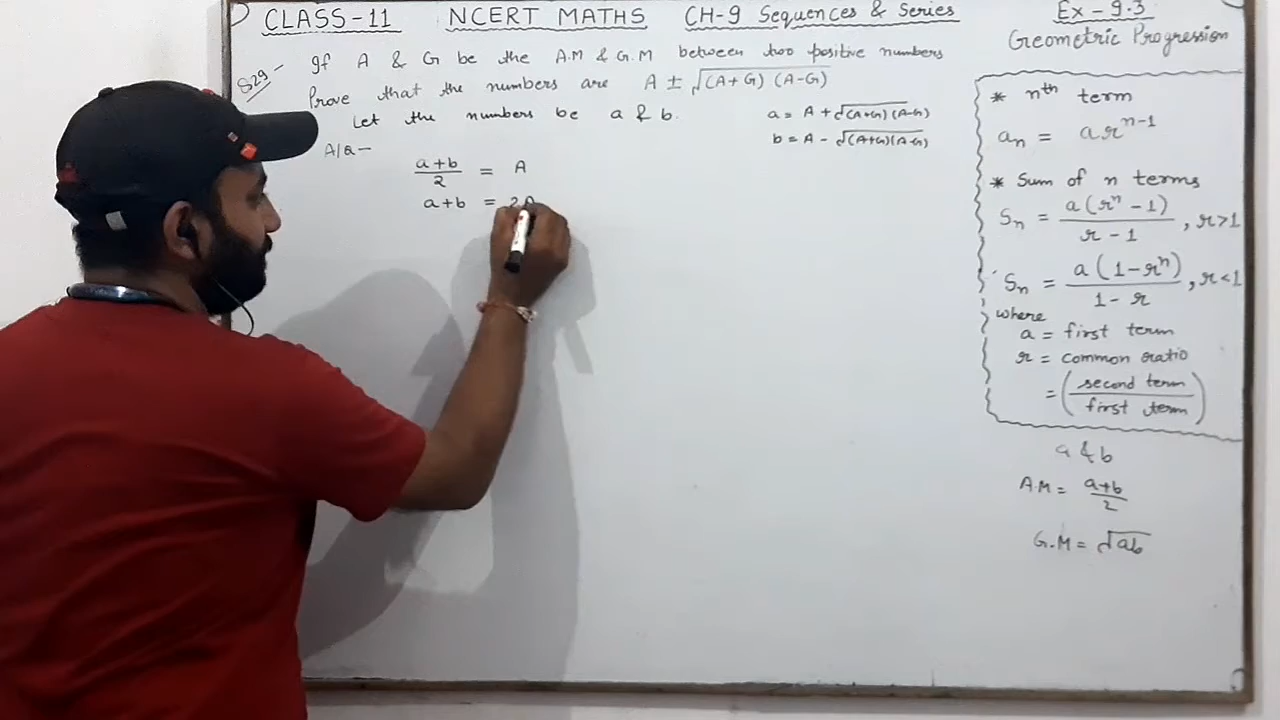 CLASS-11 NCERT MATHS CH-9 Sequences & Series
Ex - 9.3
Geometric Progression
S29 -
If A & G be the A.M & G.M between two positive numbers
Prove that the numbers are A ± √(A+G) (A-G)
Let the numbers be a & b.
a = A + √(A+G)(A-G)
b = A - √(A+G)(A-G)
A/a -
a+b/2 = A
a+b = 2A
* nth term
aₙ = arⁿ⁻¹
* Sum of n terms
Sₙ = a(rⁿ - 1)/r - 1, r>1
Sₙ = a(1-rⁿ)/1- r, r<1
where
a = first term
r = common ratio
= (second term/first term)
a & b
A.M = a+b/2
G.M = √ab